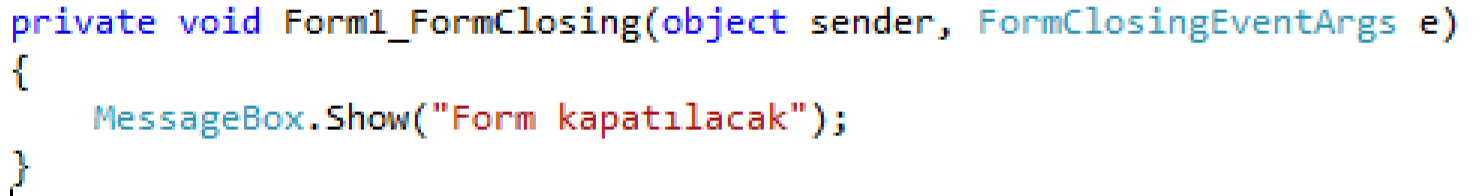 private void Form1_FormClosing(object sender, FormClosingEventArgs e)
{
    MessageBox.Show("Form kapatılacak");
}